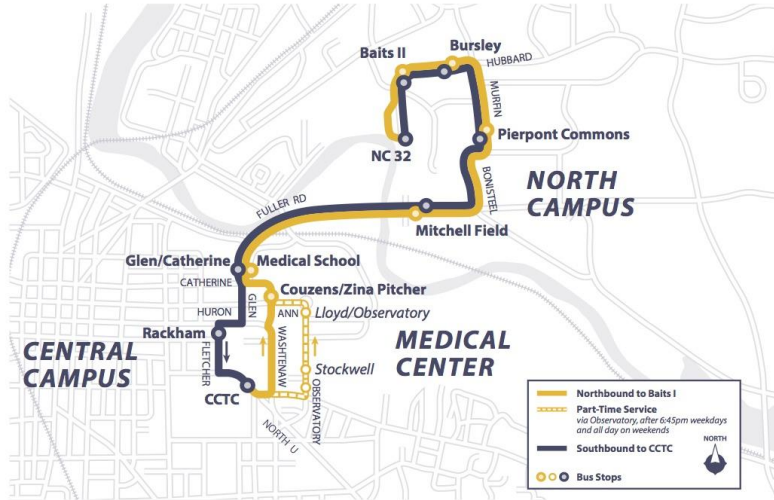 Baits II
Bursley
HUBBARD
MURFIN
Pierpont Commons
NC 32
BONISTEEL
NORTH
CAMPUS
FULLER RD
Mitchell Field
Glen/Catherine
Medical School
CATHERINE
Couzens/Zina Pitcher
GLEN
ANN
Lloyd/Observatory
HURON
Rackham
WASHTENAW
MEDICAL
CENTER
CENTRAL
CAMPUS
FLETCHER
Stockwell
CCTC
OBSERVATORY
NORTH U
Northbound to Baits I
Part-Time Service
via Observatory, after 6:45pm weekdays
and all day on weekends
Southbound to CCTC
NORTH
Bus Stops